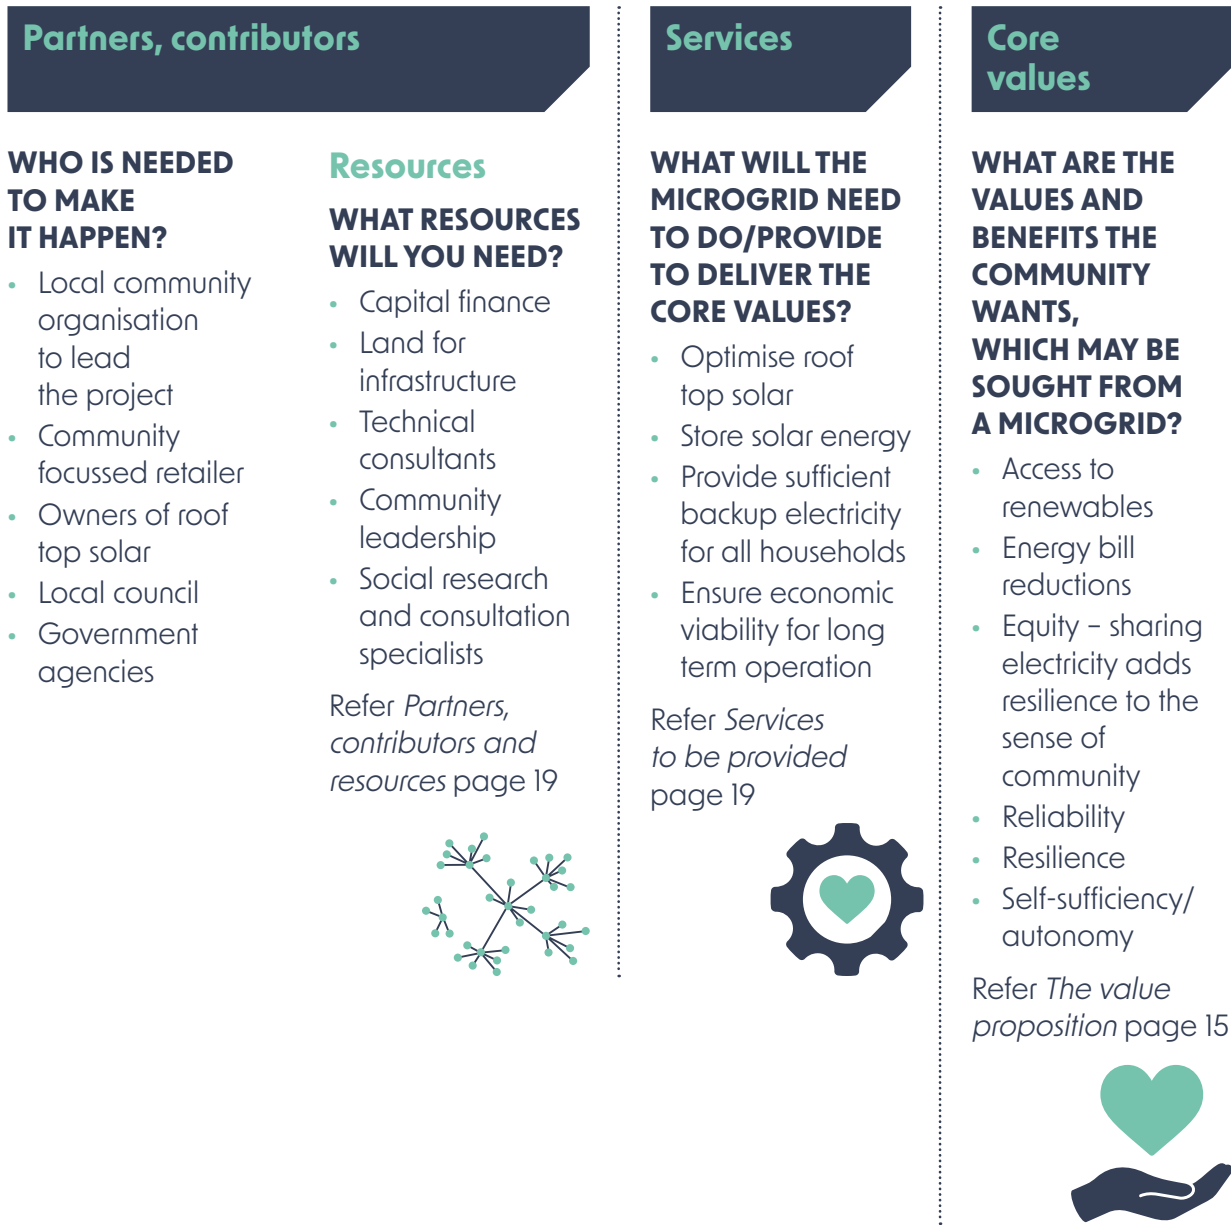 Partners, contributors
WHO IS NEEDED
TO MAKE
IT HAPPEN?
• Local community
organisation
to lead
the project
• Community
focussed retailer
• Owners of roof
top solar
• Local council
• Government
agencies
Resources
WHAT RESOURCES
WILL YOU NEED?
• Capital finance
• Land for
infrastructure
• Technical
consultants
• Community
leadership
• Social research
and consultation
specialists
Refer Partners,
contributors and
resources page 19
Services
WHAT WILL THE
MICROGRID NEED
TO DO/PROVIDE
TO DELIVER THE
CORE VALUES?
• Optimise roof
top solar
• Store solar energy
• Provide sufficient
backup electricity
for all households
• Ensure economic
viability for long
term operation
Refer Services
to be provided
page 19
Core
values
WHAT ARE THE
VALUES AND
BENEFITS THE
COMMUNITY
WANTS,
WHICH MAY BE
SOUGHT FROM
A MICROGRID?
• Access to
renewables
• Energy bill
reductions
• Equity – sharing
electricity adds
resilience to the
sense of
community
• Reliability
• Resilience
• Self-sufficiency/
autonomy
Refer The value
proposition page 15